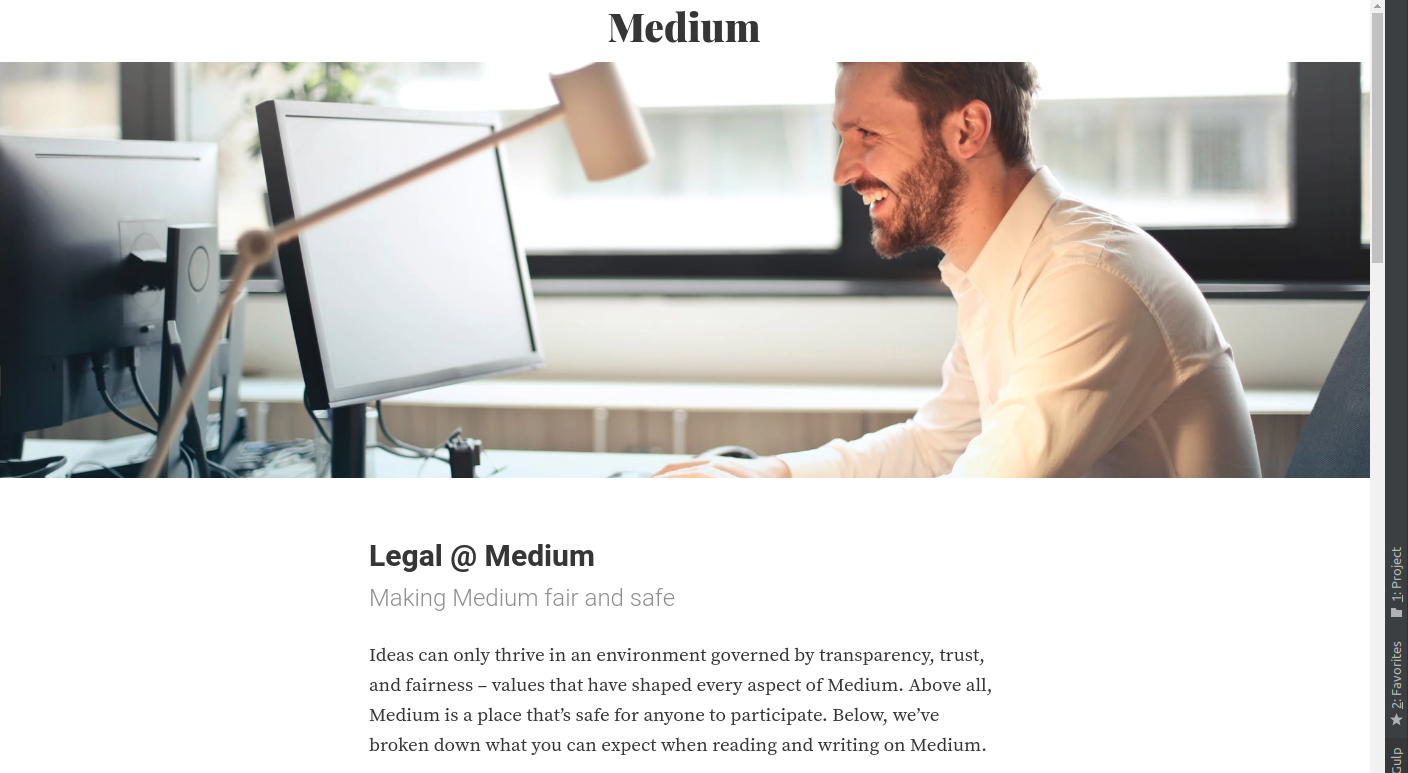 Medium
Legal @ Medium
Making Medium fair and safe
Ideas can only thrive in an environment governed by transparency, trust,
and fairness – values that have shaped every aspect of Medium. Above all,
Medium is a place that’s safe for anyone to participate. Below, we’ve
broken down what you can expect when reading and writing on Medium.
1: Project
2: Favorites
Gulp